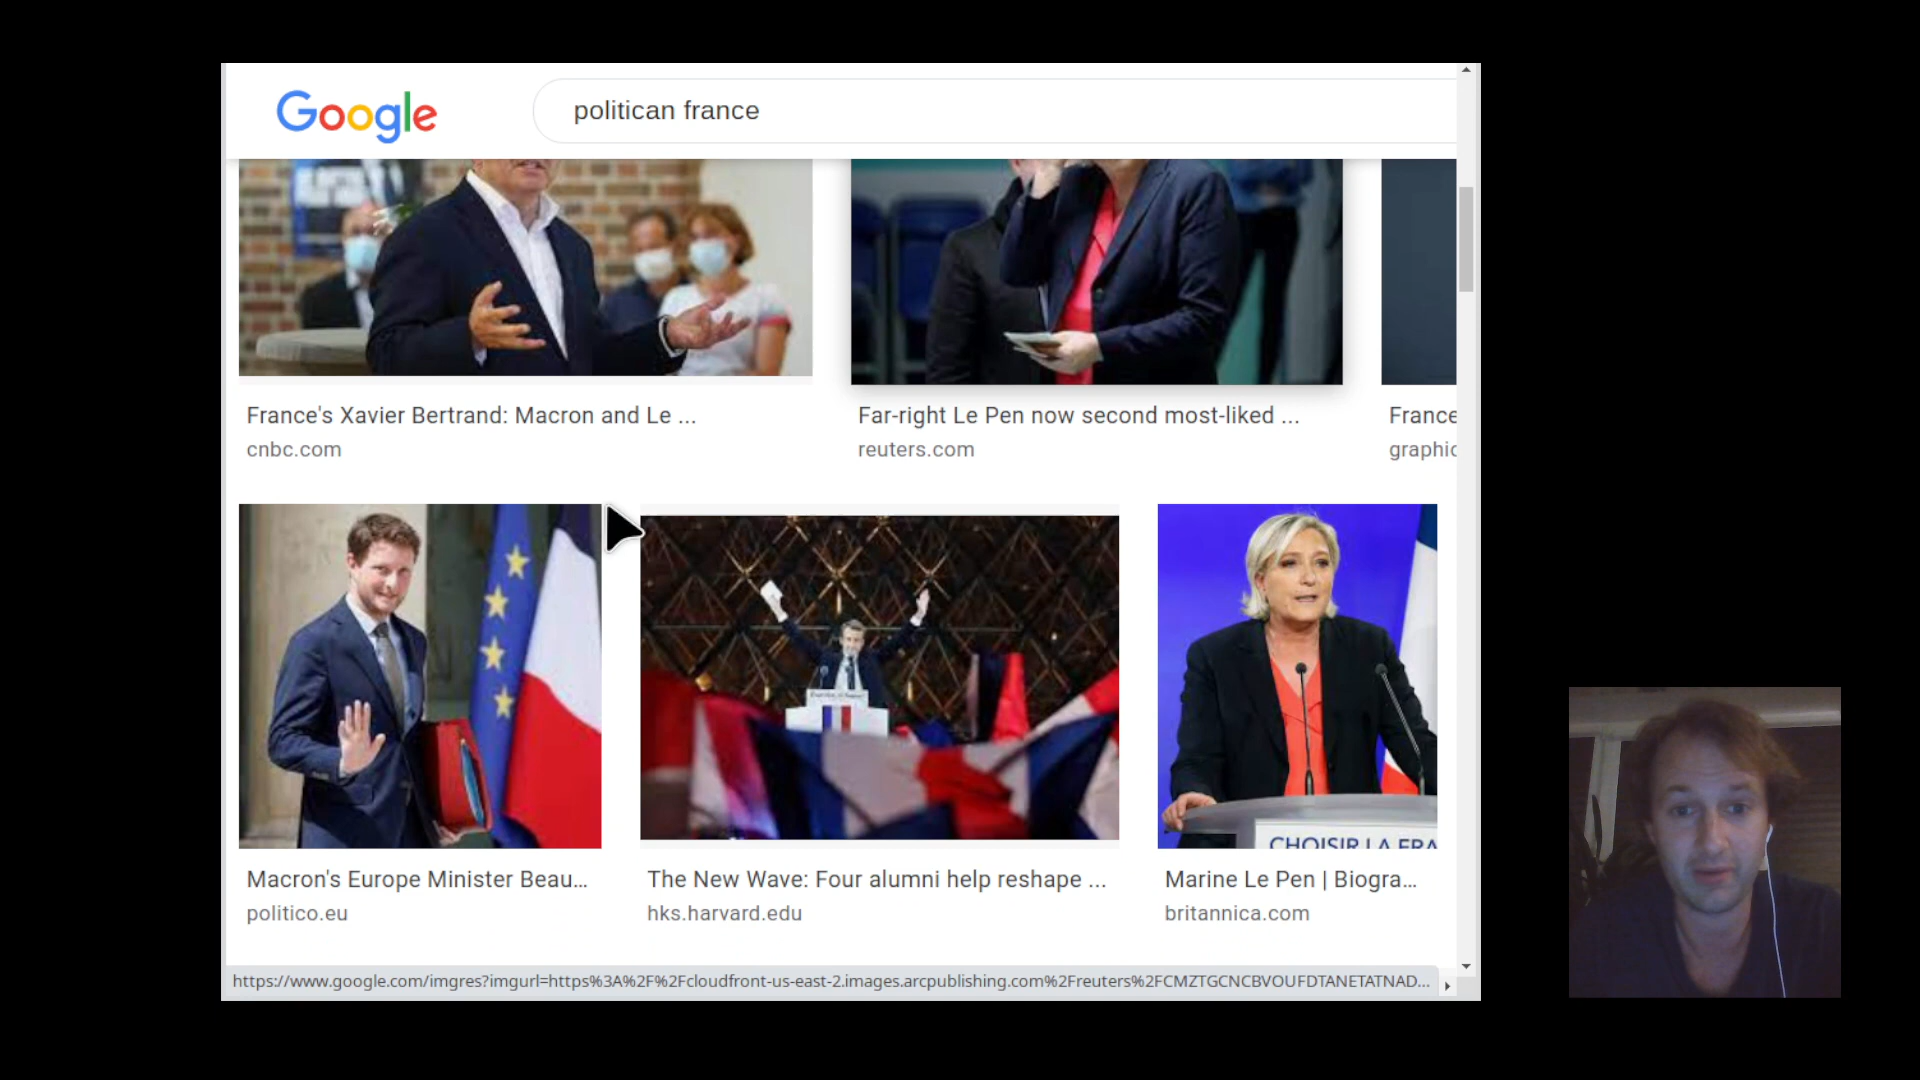 Google
politican france
France's Xavier Bertrand: Macron and Le ...
cnbc.com
Far-right Le Pen now second most-liked ...
reuters.com
France
graphic
CHOISIR LA FRA
Macron's Europe Minister Beau...
politico.eu
The New Wave: Four alumni help reshape ...
hks.harvard.edu
Marine Le Pen | Biogra...
britannica.com
https://www.google.com/imgres?imgurl=https%3A%2F%2Fcloudfront-us-east-2.images.arcpublishing.com%2Freuters%2FCMZTGCNCBVOUFDTANETATNAD...